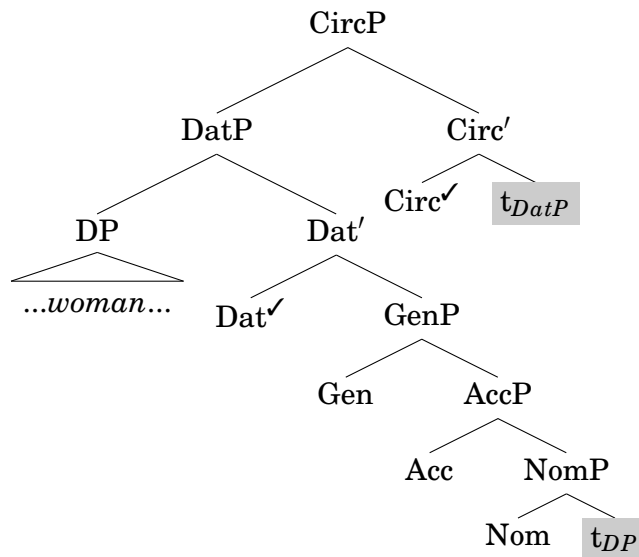 CircP
DatP Circ′
Circ✓ t_DatP
DP Dat′
...woman... Dat✓ GenP
Gen AccP
Acc NomP
Nom t_DP